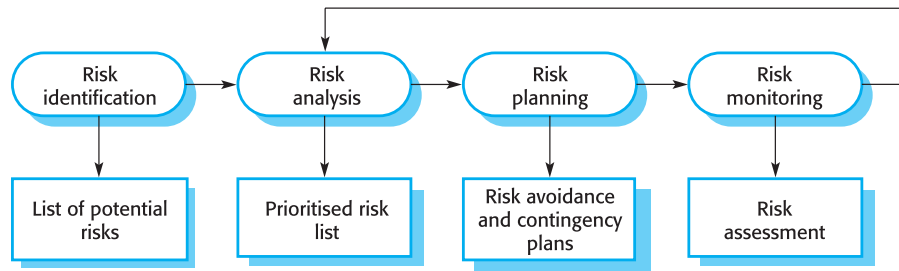 Risk
identification
Risk
analysis
Risk
planning
Risk
monitoring
List of potential
risks
Prioritised risk
list
Risk avoidance
and contingency
plans
Risk
assessment